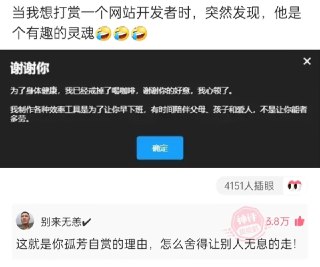 当我想打赏一个网站开发者时，突然发现，他是
个有趣的灵魂🤣🤣🤣
谢谢你
为了身体健康，我已经戒掉了喝咖啡，谢谢你的好意，我心领了。
我制作各种效率工具是为了让你早下班，有时间陪伴父母、孩子和爱人，不是让你能者
多劳。
确定
4151人插眼
别来无恙✔
神评
3.8万
这就是你孤芳自赏的理由，怎么舍得让别人无息的走！